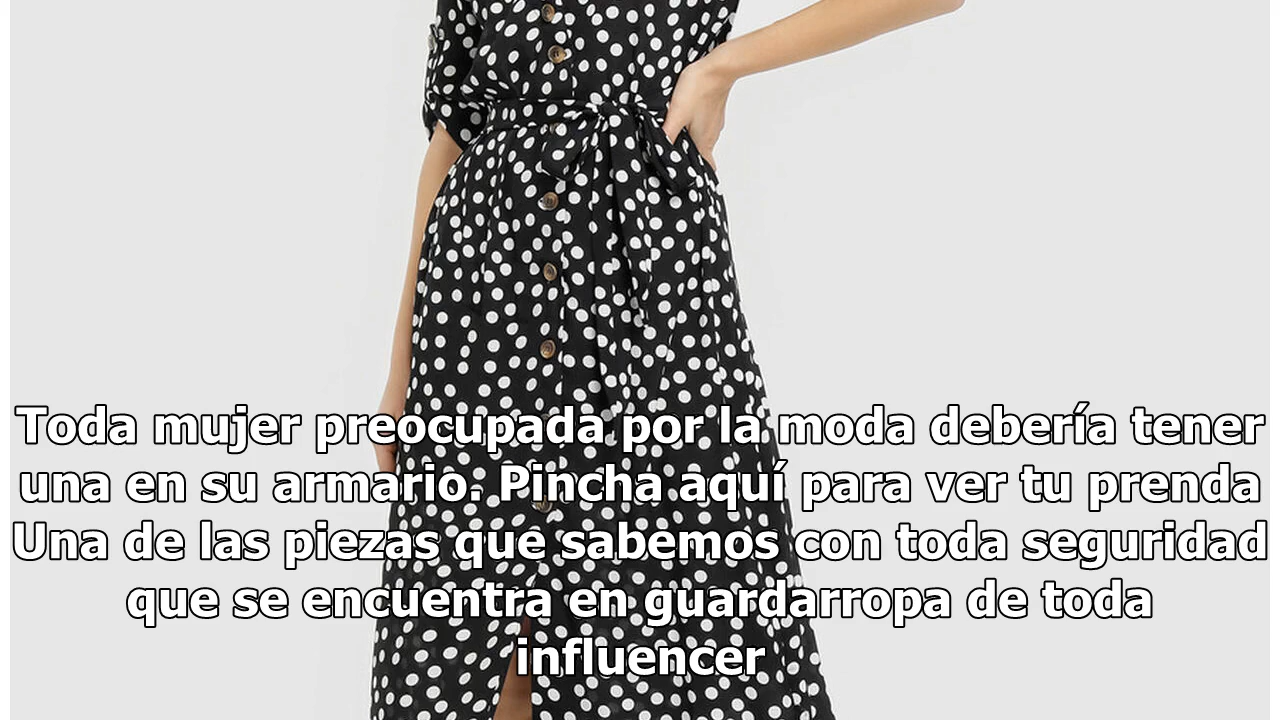 Toda mujer preocupada por la moda debería tener
una en su armario. Pincha aquí para ver tu prenda
Una de las piezas que sabemos con toda seguridad
que se encuentra en guardarropa de toda
influencer